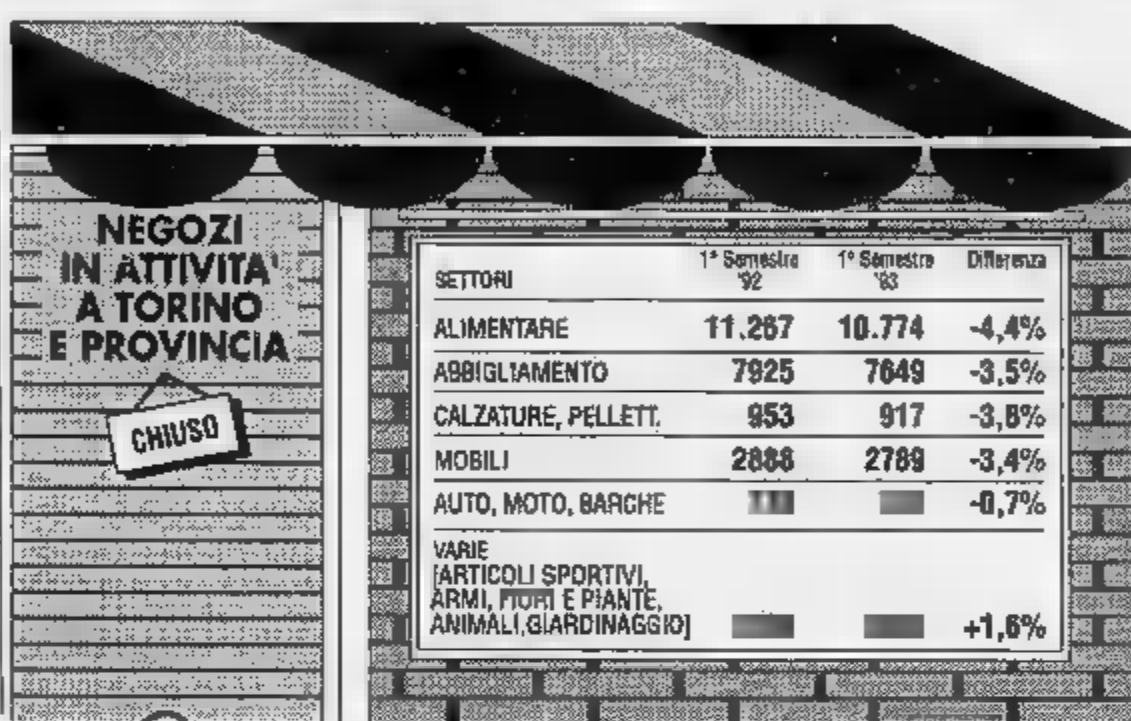 NEGOZI
IN ATTIVITA'
A TORINO
E PROVINCIA
CHIUSO
SETTORI 1° Semestre '92 1° Semestre '93 Differenza
ALIMENTARE 11.267 10.774 -4,4%
ABBIGLIAMENTO 7925 7649 -3,5%
CALZATURE, PELLETT. 953 917 -3,8%
MOBILI 2888 2789 -3,4%
AUTO, MOTO, BARCHE -0,7%
VARIE
[ARTICOLI SPORTIVI,
ARMI, FIORI E PIANTE,
ANIMALI,GIARDINAGGIO] +1,6%